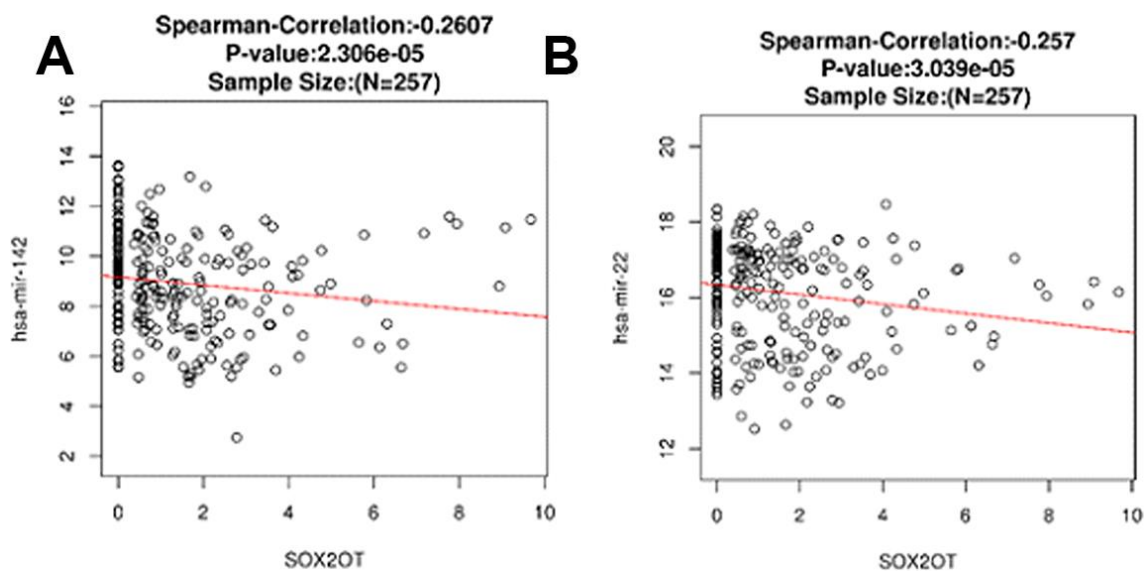 A
Spearman-Correlation:-0.2607
P-value:2.306e-05
Sample Size:(N=257)
16
14
12
10
8
6
4
2
hsa-mir-142
0 2 4 6 8 10
SOX2OT
B
Spearman-Correlation:-0.257
P-value:3.039e-05
Sample Size:(N=257)
20
18
16
14
12
hsa-mir-22
0 2 4 6 8 10
SOX2OT